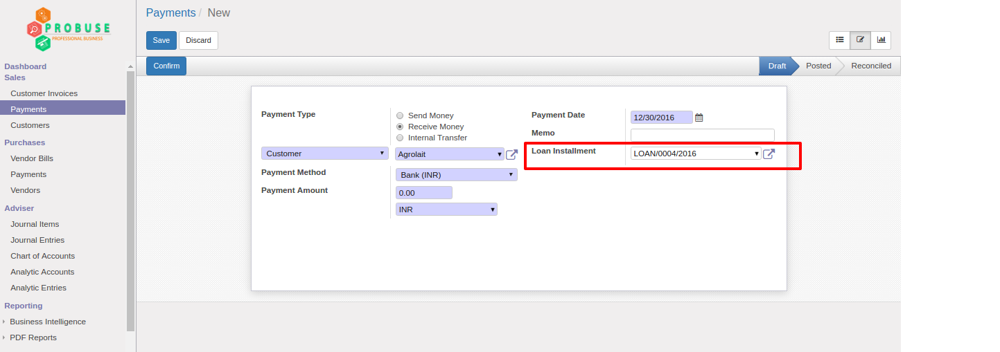 PROBUSE
PROFESSIONAL BUSINESS
Dashboard
Sales
Customer Invoices
Payments
Customers
Purchases
Vendor Bills
Payments
Vendors
Adviser
Journal Items
Journal Entries
Chart of Accounts
Analytic Accounts
Analytic Entries
Reporting
Business Intelligence
PDF Reports
Payments / New
Save Discard
Confirm
Draft Posted Reconciled
Payment Type
Send Money
Receive Money
Internal Transfer
Customer Agrolait
Payment Method Bank (INR)
Payment Amount 0.00
INR
Payment Date 12/30/2016
Memo
Loan Installment LOAN/0004/2016